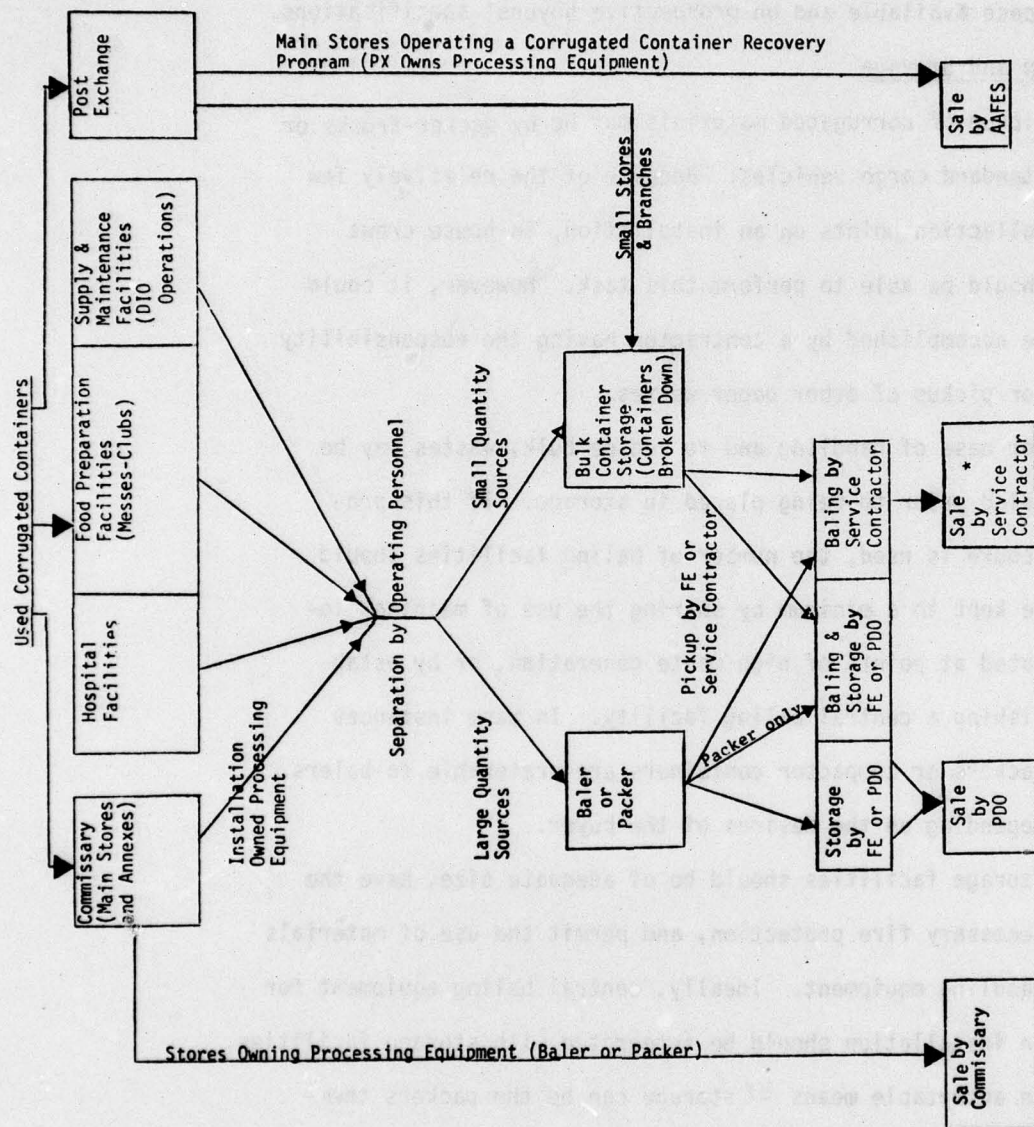 Used Corrugated Containers
Commissary
(Main Stores
and Annexes)
Hospital
Facilities
Food Preparation
Facilities
(Messes-Clubs)
Supply &
Maintenance
Facilities
(DIO
Operations)
Post
Exchange
Main Stores Operating a Corrugated Container Recovery
Program (PX Owns Processing Equipment)
Installation
Owned Processing
Equipment
Separation by Operating Personnel
Large Quantity
Sources
Small Quantity
Sources
Small Stores
& Branches
Baler
or
Packer
Bulk
Container
Storage
(Containers
Broken Down)
Packer only
Pickup by FE or
Service Contractor
Storage
by
FE or PDO
Baling &
Storage by
FE or PDO
Baling by
Service
Contractor
Stores Owning Processing Equipment (Baler or Packer)
Sale by
Commissary
Sale
by
PDO
Sale *
by
Service
Contractor
Sale
by
AAFES